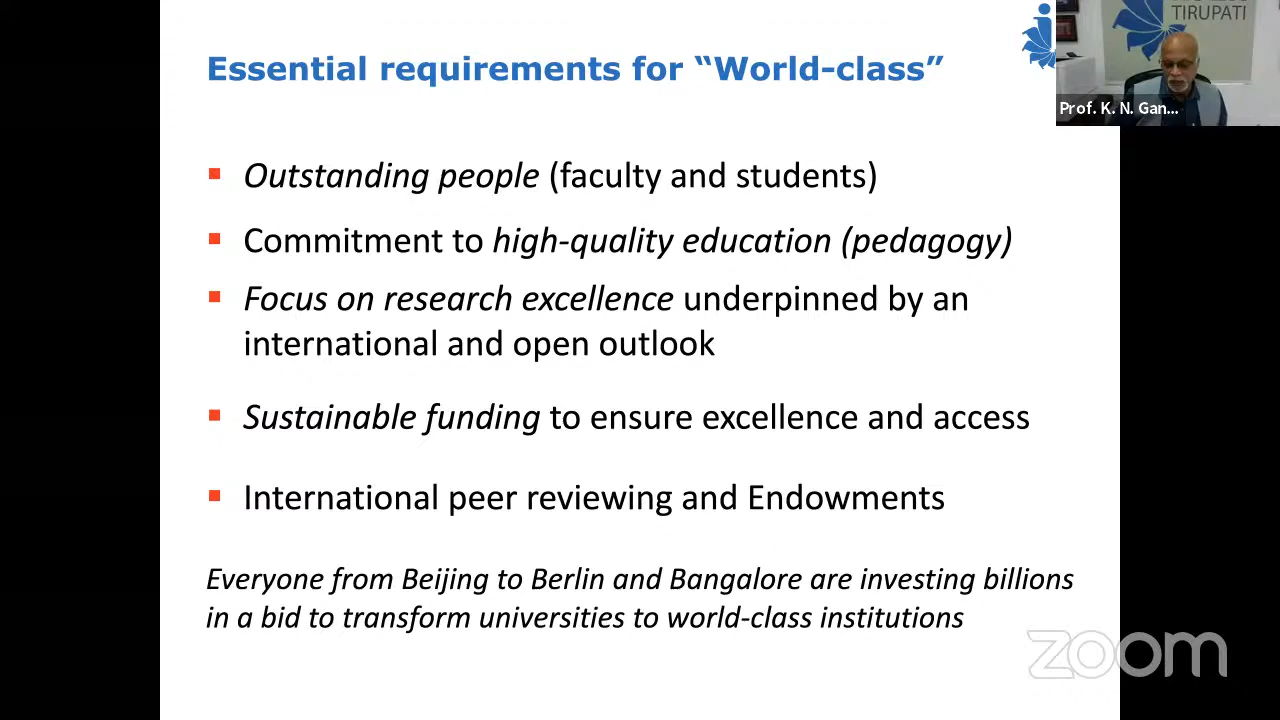 TIRUPATI
Essential requirements for “World-class”
Prof. K. N. Gan...
▪ Outstanding people (faculty and students)
▪ Commitment to high-quality education (pedagogy)
▪ Focus on research excellence underpinned by an
international and open outlook
▪ Sustainable funding to ensure excellence and access
▪ International peer reviewing and Endowments
Everyone from Beijing to Berlin and Bangalore are investing billions
in a bid to transform universities to world-class institutions
zoom